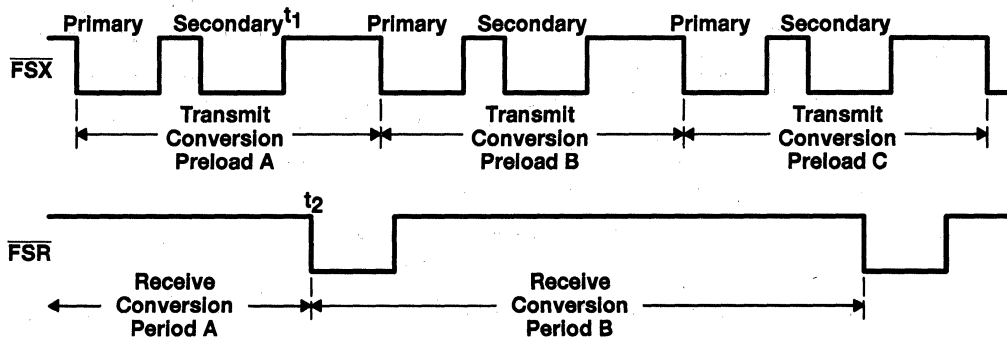 Primary Secondary t1 Primary Secondary Primary Secondary
FSX
Transmit
Conversion
Preload A
Transmit
Conversion
Preload B
Transmit
Conversion
Preload C
t2
FSR
Receive
Conversion
Period A
Receive
Conversion
Period B